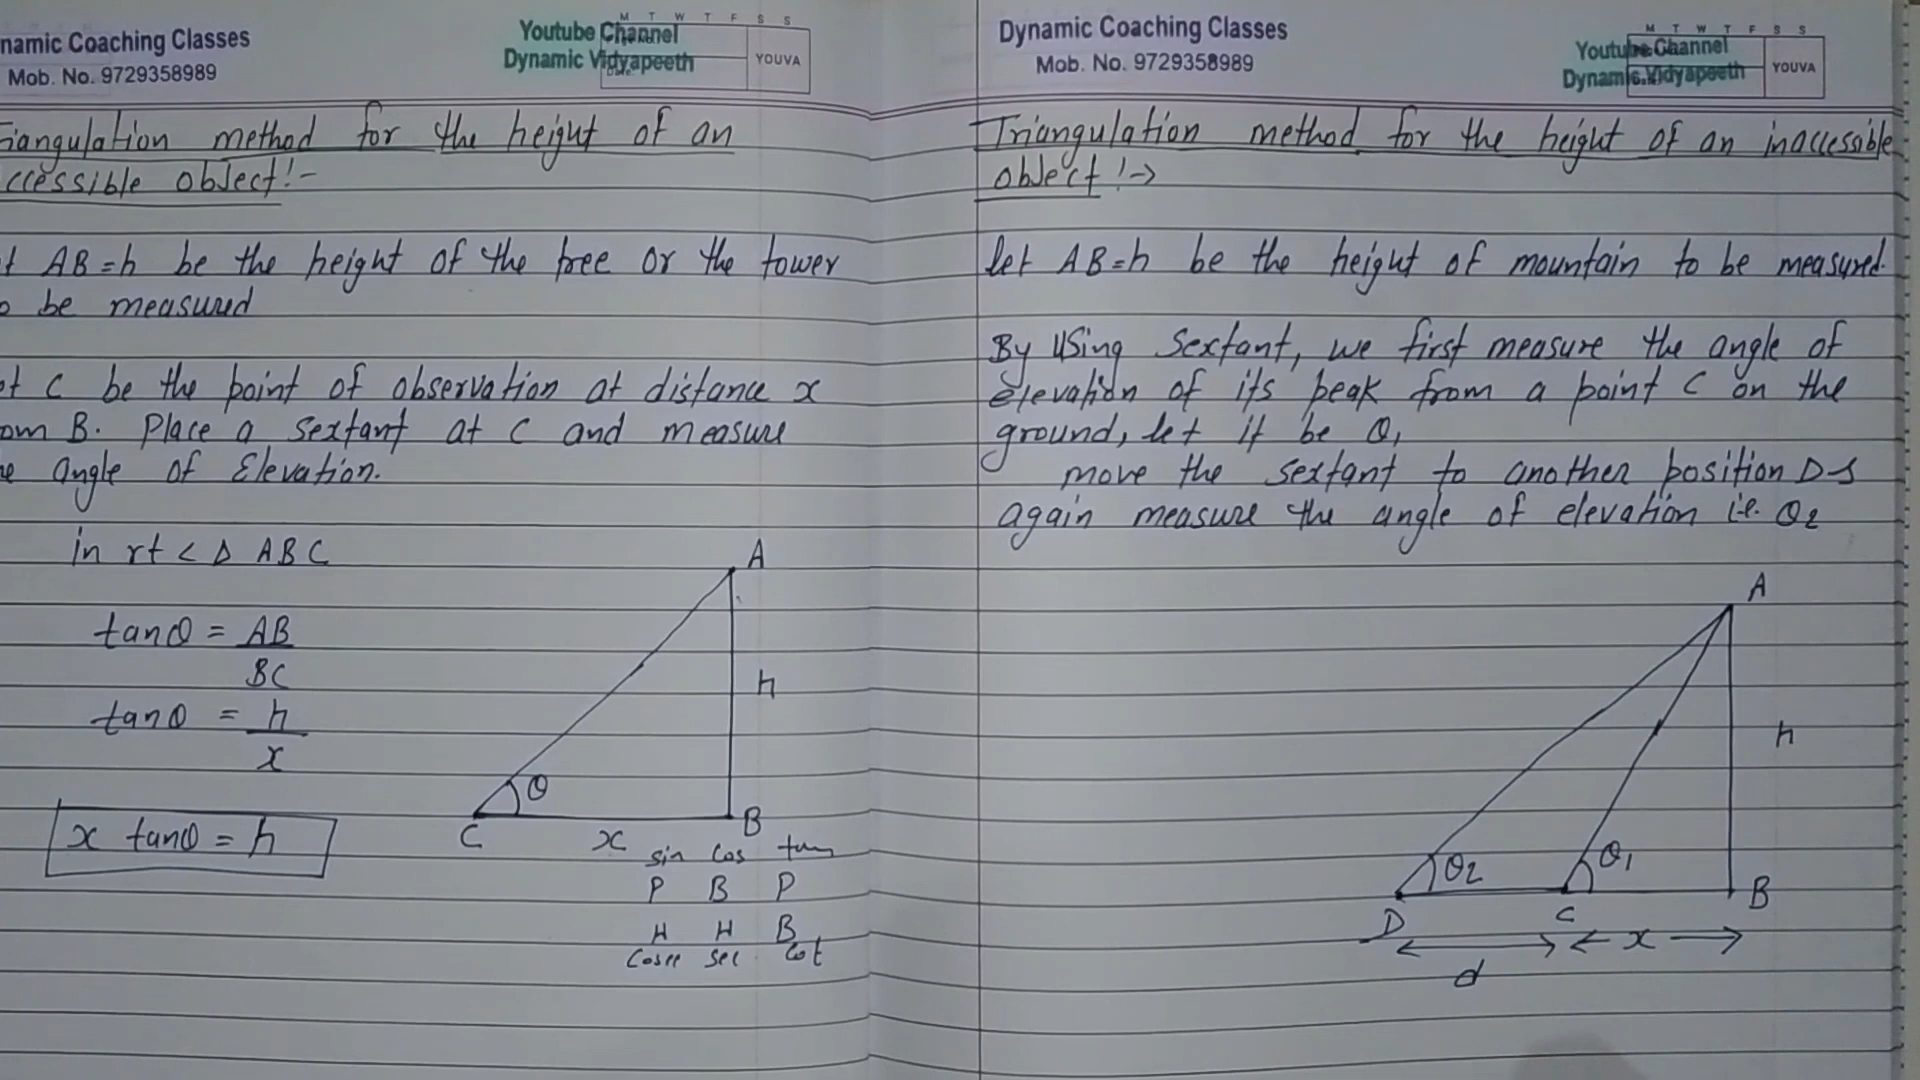 namic Coaching Classes
Mob. No. 9729358989
M T W T F S S
Youtube Channel
Dynamic Vidyapeeth
YOUVA
iangulation method for the height of an
ccessible object!-
t AB=h be the height of the tree or the tower
o be measured
et C be the point of observation at distance x
om B. Place a sextant at C and measure
he angle of Elevation.
in rt < Δ ABC
tanθ = AB
BC
tanθ = h
x
x tanθ = h
A
h
θ
C
x
B
sin cos tan
P B P
H H B
Cosec sec cot
Dynamic Coaching Classes
Mob. No. 9729358989
M T W T F S S
Youtube Channel
Dynamic Vidyapeeth
YOUVA
Triangulation method for the height of an inaccessible
object !→
let AB=h be the height of mountain to be measured.
By using Sextant, we first measure the angle of
elevation of its peak from a point C on the
ground, let it be θ1
move the sextant to another position D &
again measure the angle of elevation i.e. θ2
A
h
θ2
θ1
D
C
B
x
d